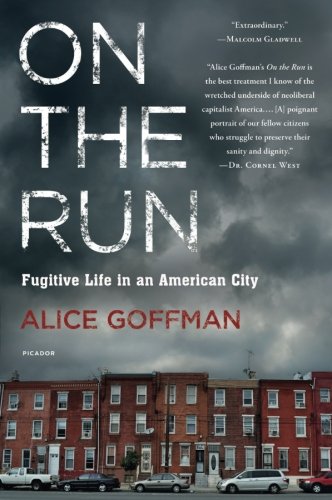 ON
THE
RUN
"Extraordinary."
—Malcolm Gladwell
"Alice Goffman's On the Run is
the best treatment I know of the
wretched underside of neoliberal
capitalist America.… [A] poignant
portrait of our fellow citizens
who struggle to preserve their
sanity and dignity."
—Dr. Cornel West
Fugitive Life in an American City
ALICE GOFFMAN
PICADOR